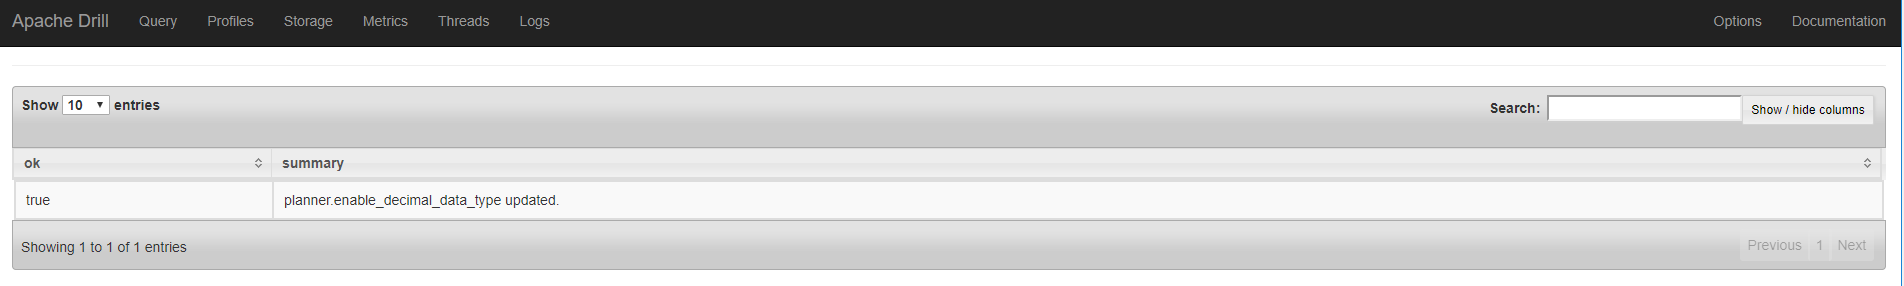 Apache Drill Query Profiles Storage Metrics Threads Logs Options Documentation
Show 10 entries Search: Show / hide columns
ok summary
true planner.enable_decimal_data_type updated.
Showing 1 to 1 of 1 entries Previous 1 Next